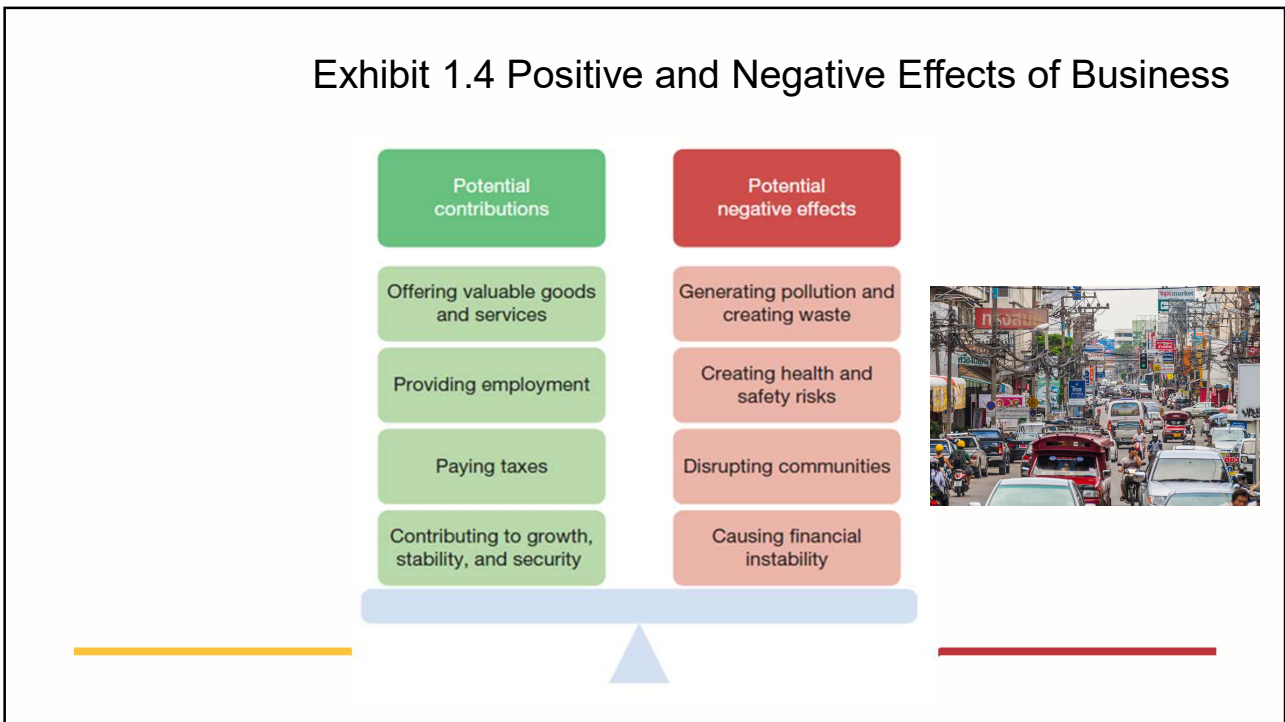 Exhibit 1.4 Positive and Negative Effects of Business
Potential
contributions
Offering valuable goods
and services
Providing employment
Paying taxes
Contributing to growth,
stability, and security
Potential
negative effects
Generating pollution and
creating waste
Creating health and
safety risks
Disrupting communities
Causing financial
instability
market